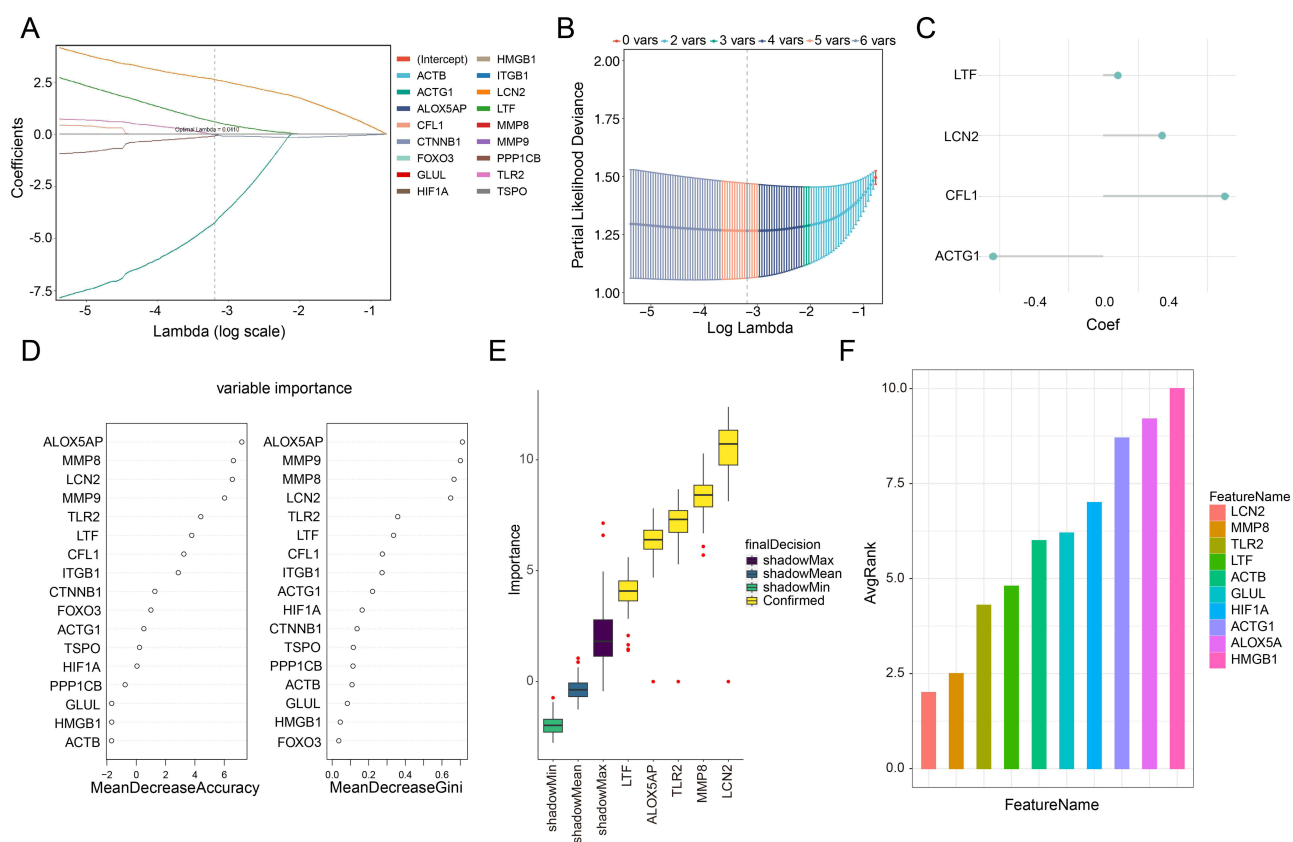 A
Coefficients
2.5
0.0
-2.5
-5.0
-7.5
Optimal Lambda = 0.0410
-5 -4 -3 -2 -1
Lambda (log scale)
(Intercept)
ACTB
ACTG1
ALOX5AP
CFL1
CTNNB1
FOXO3
GLUL
HIF1A
HMGB1
ITGB1
LCN2
LTF
MMP8
MMP9
PPP1CB
TLR2
TSPO
B
0 vars 2 vars 3 vars 4 vars 5 vars 6 vars
Partial Likelihood Deviance
2.00
1.75
1.50
1.25
1.00
−5 −4 −3 −2 −1
Log Lambda
C
LTF
LCN2
CFL1
ACTG1
-0.4 0.0 0.4
Coef
D
variable importance
ALOX5AP
MMP8
LCN2
MMP9
TLR2
LTF
CFL1
ITGB1
CTNNB1
FOXO3
ACTG1
TSPO
HIF1A
PPP1CB
GLUL
HMGB1
ACTB
−2 0 2 4 6
MeanDecreaseAccuracy
ALOX5AP
MMP9
MMP8
LCN2
TLR2
LTF
CFL1
ITGB1
ACTG1
HIF1A
CTNNB1
TSPO
PPP1CB
ACTB
GLUL
HMGB1
FOXO3
0.0 0.2 0.4 0.6
MeanDecreaseGini
E
Importance
10
5
0
shadowMin
shadowMean
shadowMax
LTF
ALOX5AP
TLR2
MMP8
LCN2
finalDecision
shadowMax
shadowMean
shadowMin
Confirmed
F
AvgRank
10.0
7.5
5.0
2.5
0.0
FeatureName
FeatureName
LCN2
MMP8
TLR2
LTF
ACTB
GLUL
HIF1A
ACTG1
ALOX5A
HMGB1